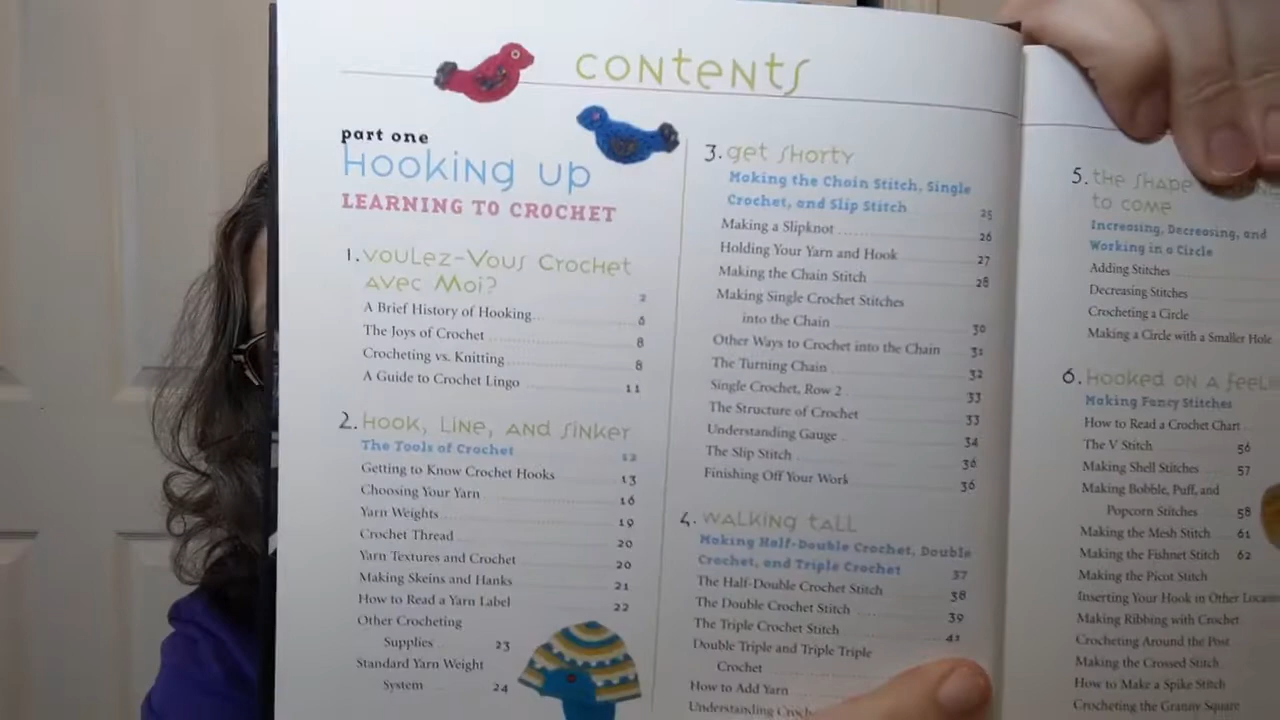 contents
part one
Hooking up
LEARNING TO CROCHET
1. Voulez-Vous Crochet
Avec Moi? 2
A Brief History of Hooking 6
The Joys of Crochet 8
Crocheting vs. Knitting 8
A Guide to Crochet Lingo 11
2. Hook, Line, and Sinker
The Tools of Crochet 12
Getting to Know Crochet Hooks 13
Choosing Your Yarn 16
Yarn Weights 19
Crochet Thread 20
Yarn Textures and Crochet 20
Making Skeins and Hanks 21
How to Read a Yarn Label 22
Other Crocheting
Supplies 23
Standard Yarn Weight
System 24
3. get shorty
Making the Chain Stitch, Single
Crochet, and Slip Stitch 25
Making a Slipknot 26
Holding Your Yarn and Hook 27
Making the Chain Stitch 28
Making Single Crochet Stitches
into the Chain 30
Other Ways to Crochet into the Chain 31
The Turning Chain 32
Single Crochet, Row 2 33
The Structure of Crochet 33
Understanding Gauge 34
The Slip Stitch 36
Finishing Off Your Work 36
4. walking tall
Making Half-Double Crochet, Double
Crochet, and Triple Crochet 37
The Half-Double Crochet Stitch 38
The Double Crochet Stitch 39
The Triple Crochet Stitch 41
Double Triple and Triple Triple
Crochet
How to Add Yarn
Understanding
5. the shape
to come
Increasing, Decreasing, and
Working in a Circle
Adding Stitches
Decreasing Stitches
Crocheting a Circle
Making a Circle with a Smaller Hole
6. Hooked on a
Making Fancy Stitches
How to Read a Crochet Chart
The V Stitch 56
Making Shell Stitches 57
Making Bobble, Puff, and
Popcorn Stitches 58
Making the Mesh Stitch 61
Making the Fishnet Stitch 62
Making the Picot Stitch
Inserting Your Hook in Other
Making Ribbing with Crochet
Crocheting Around the Post
Making the Crossed Stitch
How to Make a Spike Stitch
Crocheting the Granny Square